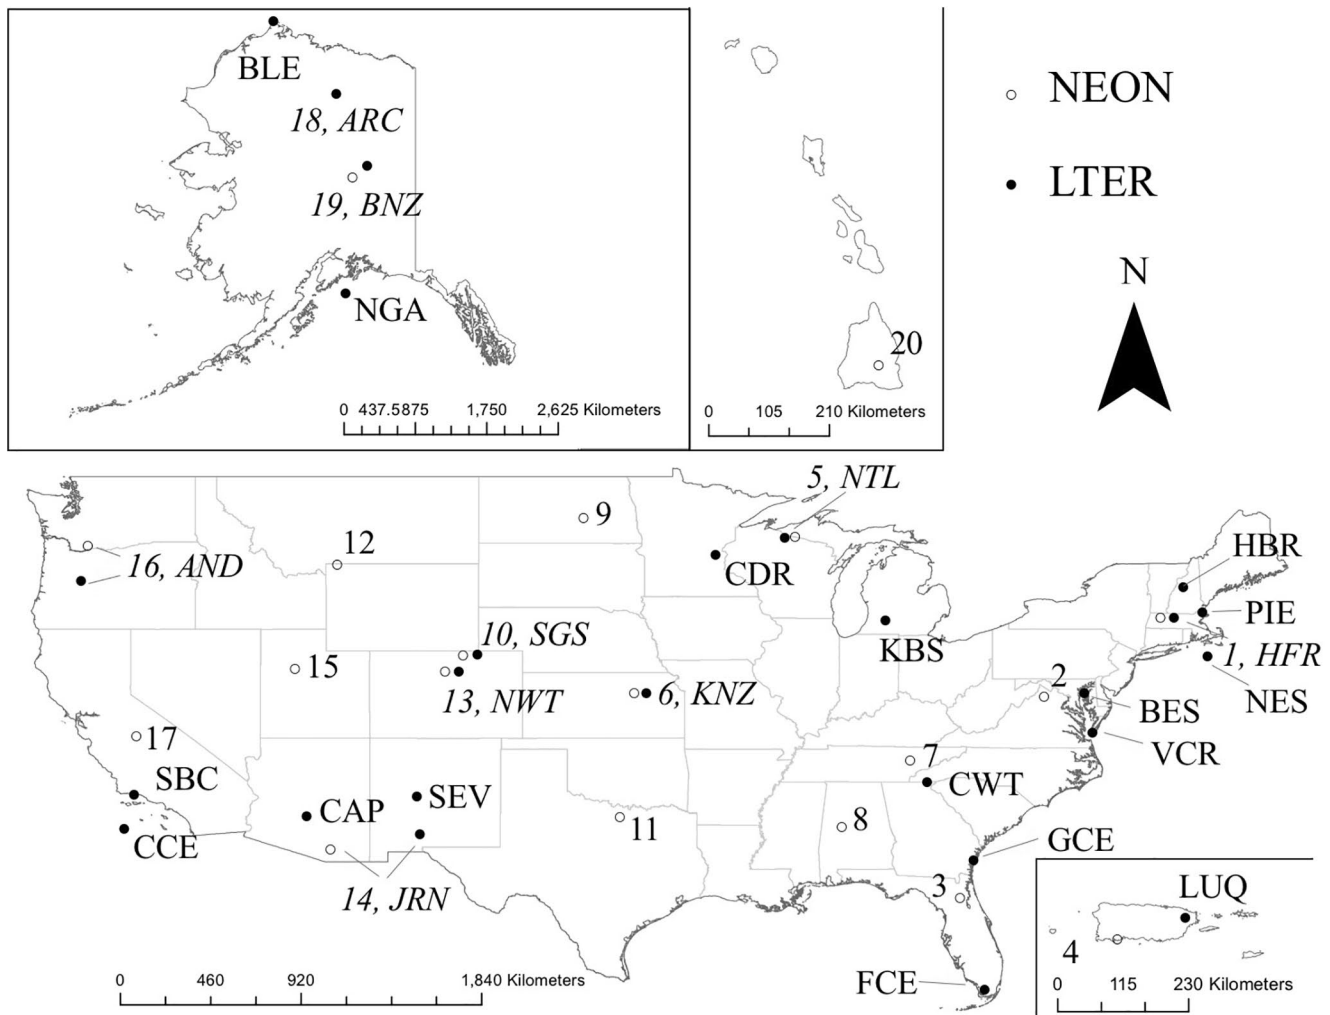 BLE
18, ARC
19, BNZ
NGA
0 437.5875 1,750 2,625 Kilometers
20
0 105 210 Kilometers
NEON
LTER
N
5, NTL
9
12
16, AND
CDR
HBR
PIE
10, SGS
KBS
1, HFR
15
13, NWT
6, KNZ
2
NES
BES
17
VCR
7
SBC
CAP
SEV
CWT
11
8
CCE
GCE
14, JRN
3
LUQ
4
FCE
0 460 920 1,840 Kilometers
0 115 230 Kilometers